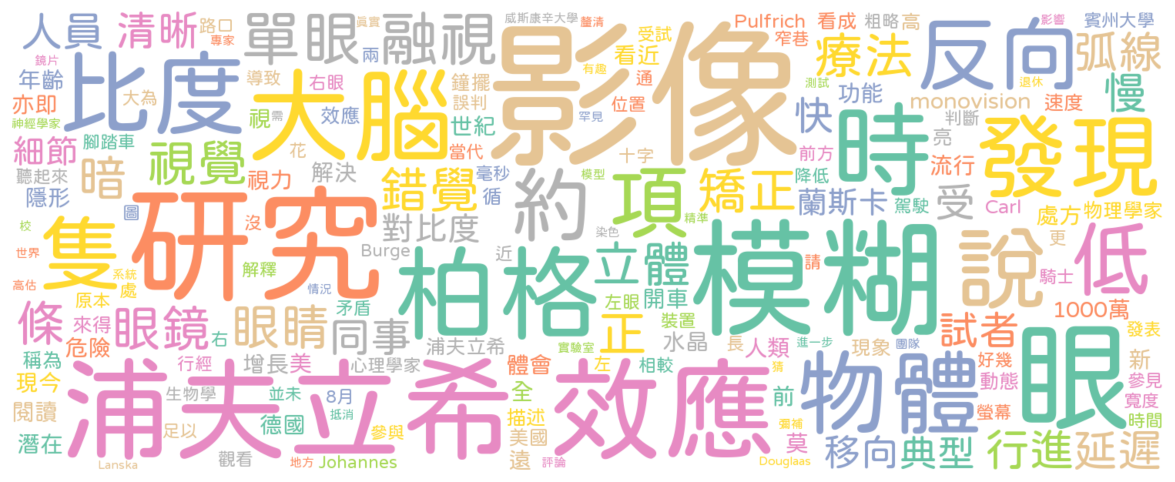 人員 清晰 路口 專家 鏡片
單眼 融視 兩
影像
威斯康辛大學 釐清 真實
Pulfrich 看成 粗略 高 影響 賓州大學
受試 窄巷 看近 通 有趣
比度 大腦 反向 弧線
年齡 導致 右眼 鐘擺 誤判 療法 測試 退休
亦即 大為 位置 快 功能 monovision 速度 慢
神經學家 腳踏車 視 需 效應 世紀 罕見 判斷
細節 視覺 花 當代 十字 前方 時 亮 發現
聽起來 暗 視力 解決 毫秒 模型 降低 流行
隱形 錯覺 循 約 項 矯正 蘭斯卡 駕駛 受 Carl 處方 物理學家
圖 沒 對比度 精準 染色
校 隻 研究 Burge 近 立體 模糊 請 說 更 低
世界 系統 解釋 柏格 騎士
高估 原本 處 情況 矛盾 左眼 開車 1000萬
條 來得 眼鏡 右 眼睛 同事 裝置 正 水晶 試者 眼 發表
危險 浦夫立希 實驗室 長 人類 進一步 現象 團隊 新
稱為 行經 增長 美 心理學家 體會 左 相較 猜 好幾
現今 生物學 並未 8月 全 前 物體 動態 參見
閱讀 浦夫立希 效應 螢幕 寬度
潛在 足以 德國 抵消 參與 描述 彌補 時間
觀看 美國 莫 移向 典型 行進 延遲
Lanska 地方 Johannes 遠 評論 Douglaas